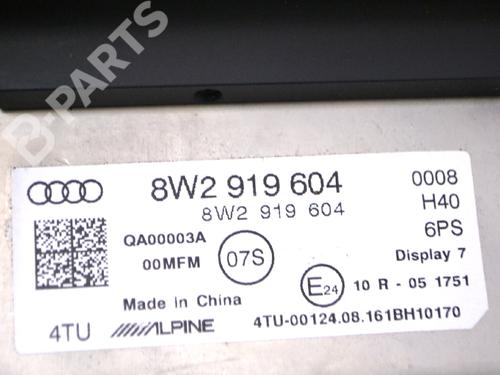 B-PARTS
8W2 919 604
8W2 919 604
0008
H40
6PS
QA00003A
00MFM
07S
Display 7
E24
10 R - 05 1751
Made in China
4TU
ALPINE
4TU-00124.08.161BH10170